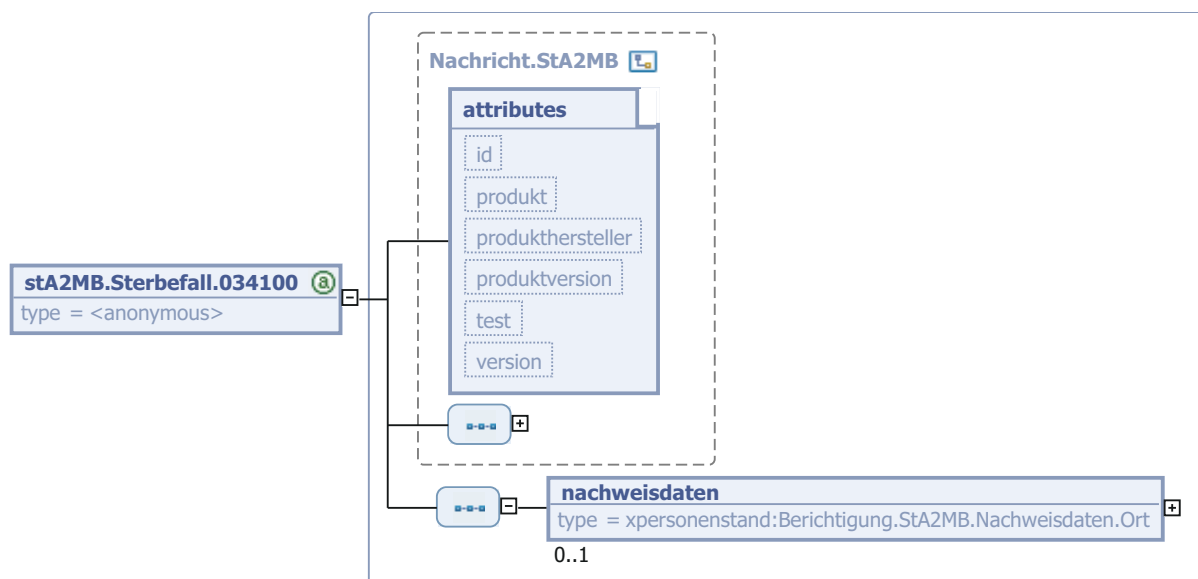 Nachricht.StA2MB
attributes
id
produkt
produkthersteller
produktversion
test
version
stA2MB.Sterbefall.034100 @
type = <anonymous>
nachweisdaten
type = xpersonenstand:Berichtigung.StA2MB.Nachweisdaten.Ort
0..1